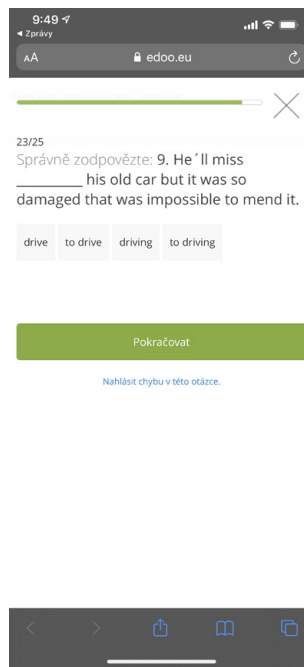 9:49
◀ Zprávy
AA edoo.eu
23/25
Správně zodpovězte: 9. He´ll miss
_________ his old car but it was so
damaged that was impossible to mend it.
drive to drive driving to driving
Pokračovat
Nahlásit chybu v této otázce.